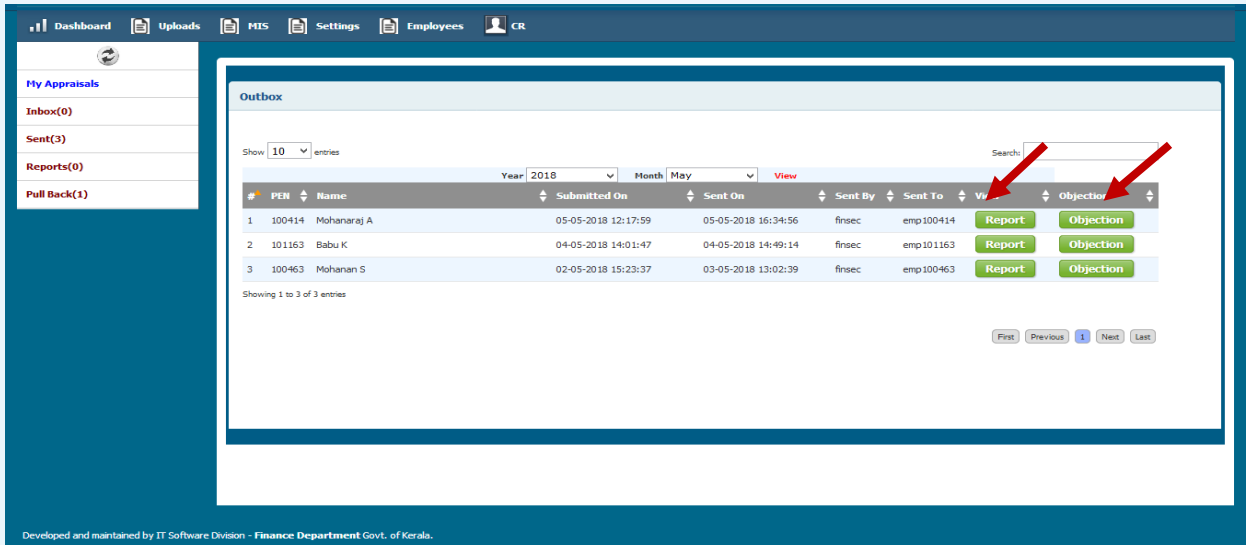 Dashboard Uploads MIS Settings Employees CR
My Appraisals
Inbox(0)
Sent(3)
Reports(0)
Pull Back(1)
Outbox
Show 10 entries Search:
Year 2018 Month May View
# PEN Name Submitted On Sent On Sent By Sent To Objection
1 100414 Mohanaraj A 05-05-2018 12:17:59 05-05-2018 16:34:56 finsec emp100414 Report Objection
2 101163 Babu K 04-05-2018 14:01:47 04-05-2018 14:49:14 finsec emp101163 Report Objection
3 100463 Mohanan S 02-05-2018 15:23:37 03-05-2018 13:02:39 finsec emp100463 Report Objection
Showing 1 to 3 of 3 entries
First Previous 1 Next Last
Developed and maintained by IT Software Division - Finance Department Govt. of Kerala.